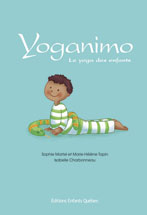 Yoganimo
Le yoga des enfants
Sophie Martel et Marie-Hélène Tapin
Isabelle Charbonneau
Éditions Enfants Québec